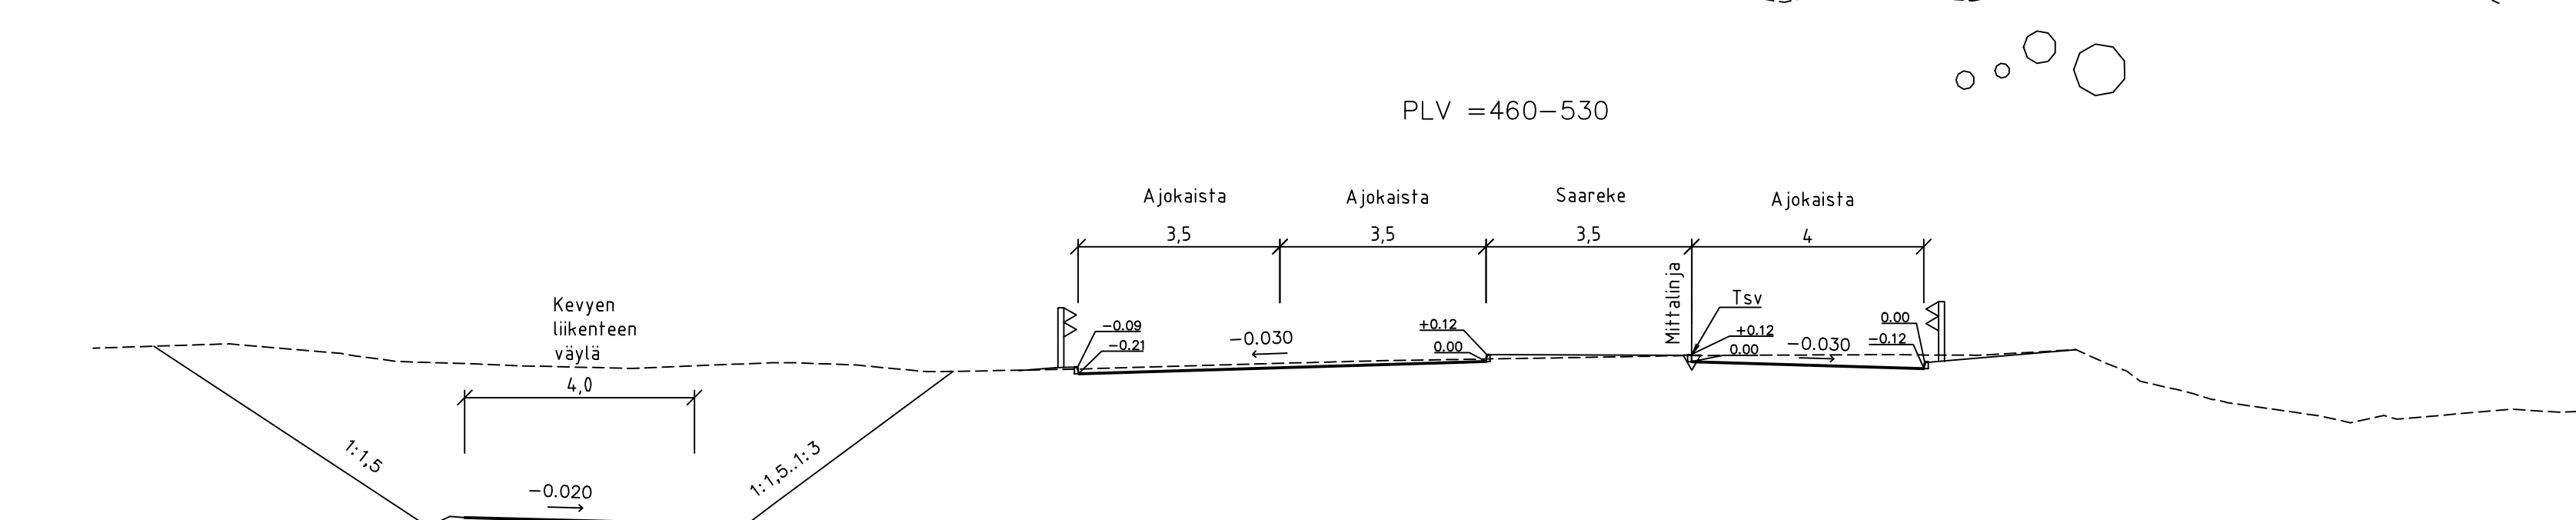 PLV =460-530
Ajokaista
Ajokaista
Saareke
Ajokaista
3,5
3,5
3,5
4
Mittalinja
Tsv
Kevyen
liikenteen
väylä
4,0
-0.09
-0.21
-0.030
+0.12
0.00
+0.12
0.00
-0.030
0.00
-0.12
1:1,5
1:1,5..1:3
-0.020